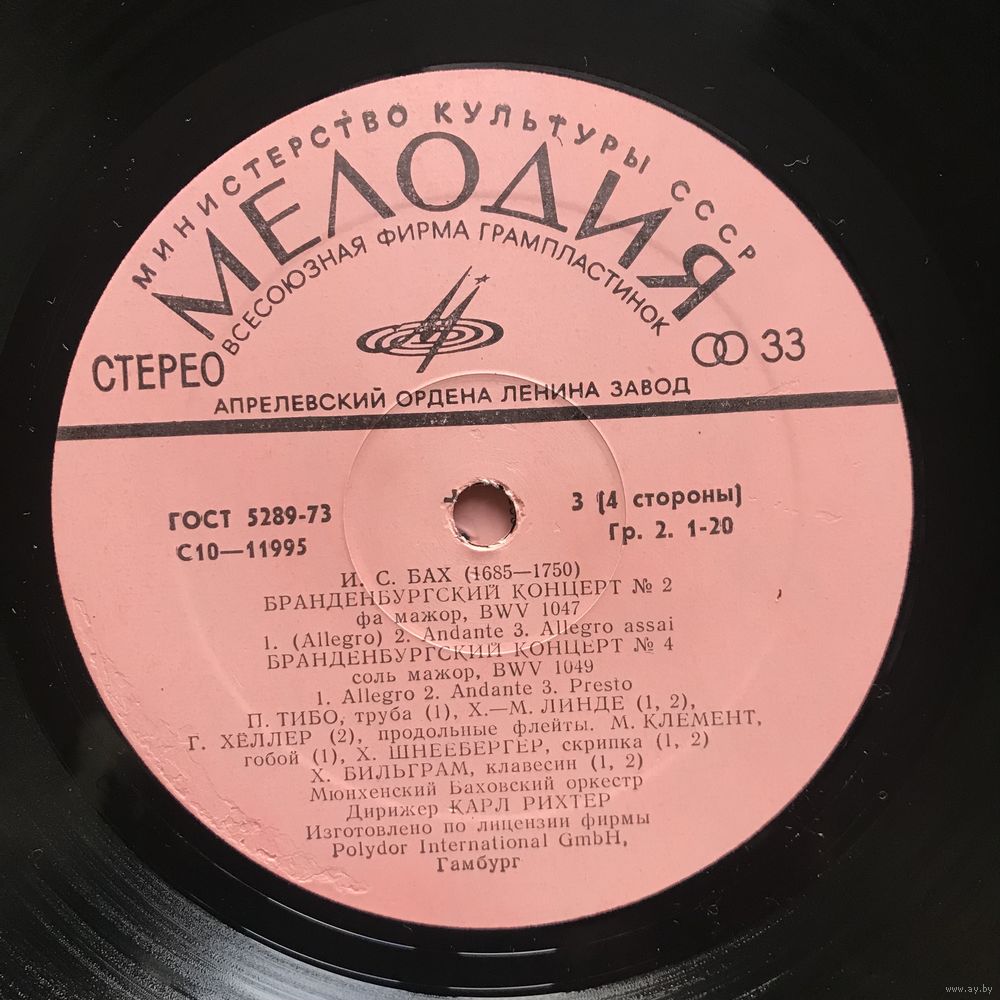 МИНИСТЕРСТВО КУЛЬТУРЫ СССР
МЕЛОДИЯ
ВСЕСОЮЗНАЯ ФИРМА ГРАМПЛАСТИНОК
СТЕРЕО
33
АПРЕЛЕВСКИЙ ОРДЕНА ЛЕНИНА ЗАВОД
ГОСТ 5289-73
С10—11995
3 (4 стороны)
Гр. 2. 1-20
И. С. БАХ (1685—1750)
БРАНДЕНБУРГСКИЙ КОНЦЕРТ № 2
фа мажор, BWV 1047
1. (Allegro) 2. Andante 3. Allegro assai
БРАНДЕНБУРГСКИЙ КОНЦЕРТ № 4
соль мажор, BWV 1049
1. Allegro 2. Andante 3. Presto
П. ТИБО, труба (1), Х.—М. ЛИНДЕ (1, 2),
Г. ХЁЛЛЕР (2), продольные флейты. М. КЛЕМЕНТ,
гобой (1), Х. ШНЕЕБЕРГЕР, скрипка (1, 2)
Х. БИЛЬГРАМ, клавесин (1, 2)
Мюнхенский Баховский оркестр
Дирижер КАРЛ РИХТЕР
Изготовлено по лицензии фирмы
Polydor International GmbH,
Гамбург
www.ay.by